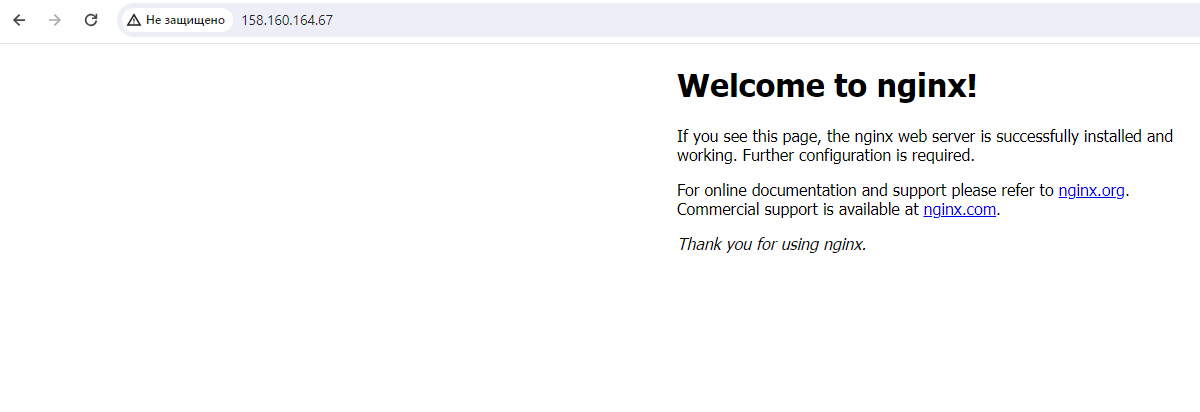 Не защищено 158.160.164.67
Welcome to nginx!
If you see this page, the nginx web server is successfully installed and
working. Further configuration is required.
For online documentation and support please refer to nginx.org.
Commercial support is available at nginx.com.
Thank you for using nginx.